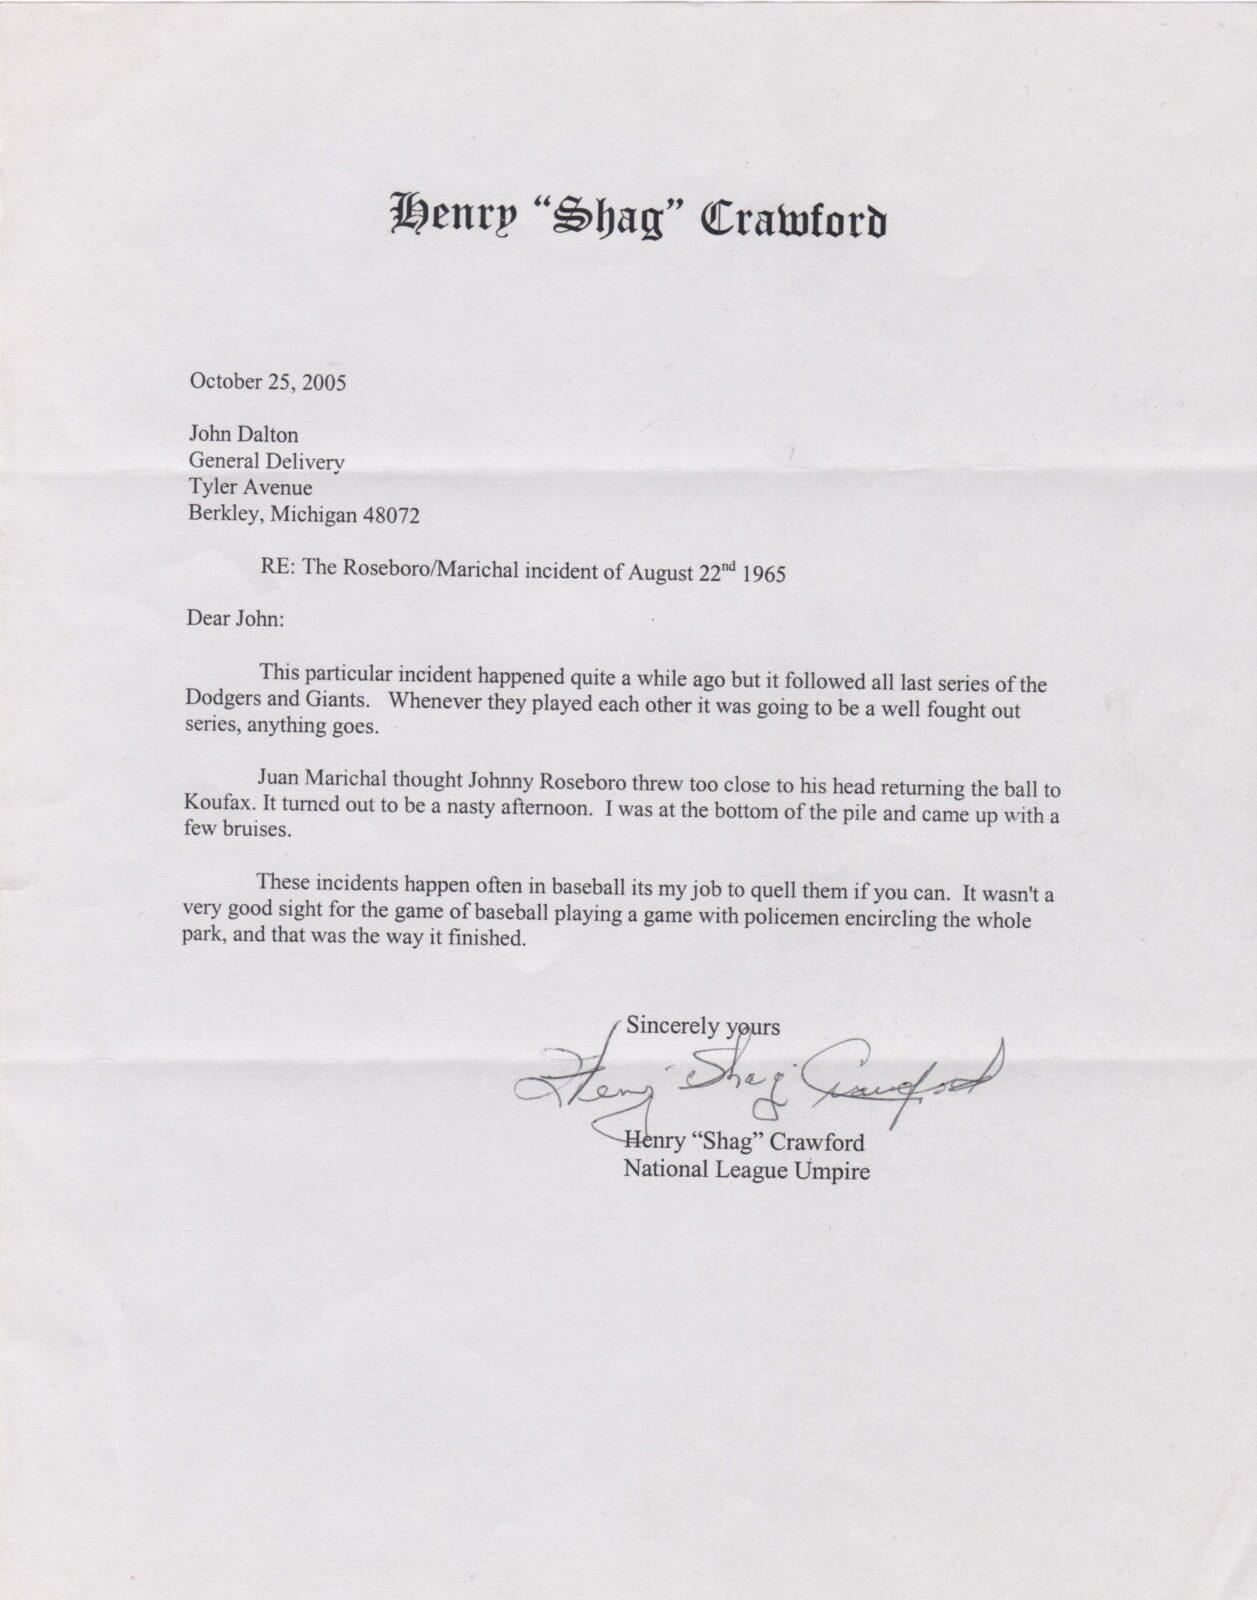 Henry “Shag” Crawford
October 25, 2005
John Dalton
General Delivery
Tyler Avenue
Berkley, Michigan 48072
RE: The Roseboro/Marichal incident of August 22nd 1965
Dear John:
This particular incident happened quite a while ago but it followed all last series of the
Dodgers and Giants. Whenever they played each other it was going to be a well fought out
series, anything goes.
Juan Marichal thought Johnny Roseboro threw too close to his head returning the ball to
Koufax. It turned out to be a nasty afternoon. I was at the bottom of the pile and came up with a
few bruises.
These incidents happen often in baseball its my job to quell them if you can. It wasn't a
very good sight for the game of baseball playing a game with policemen encircling the whole
park, and that was the way it finished.
Sincerely yours
Henry "Shag" Crawford
Henry “Shag” Crawford
National League Umpire